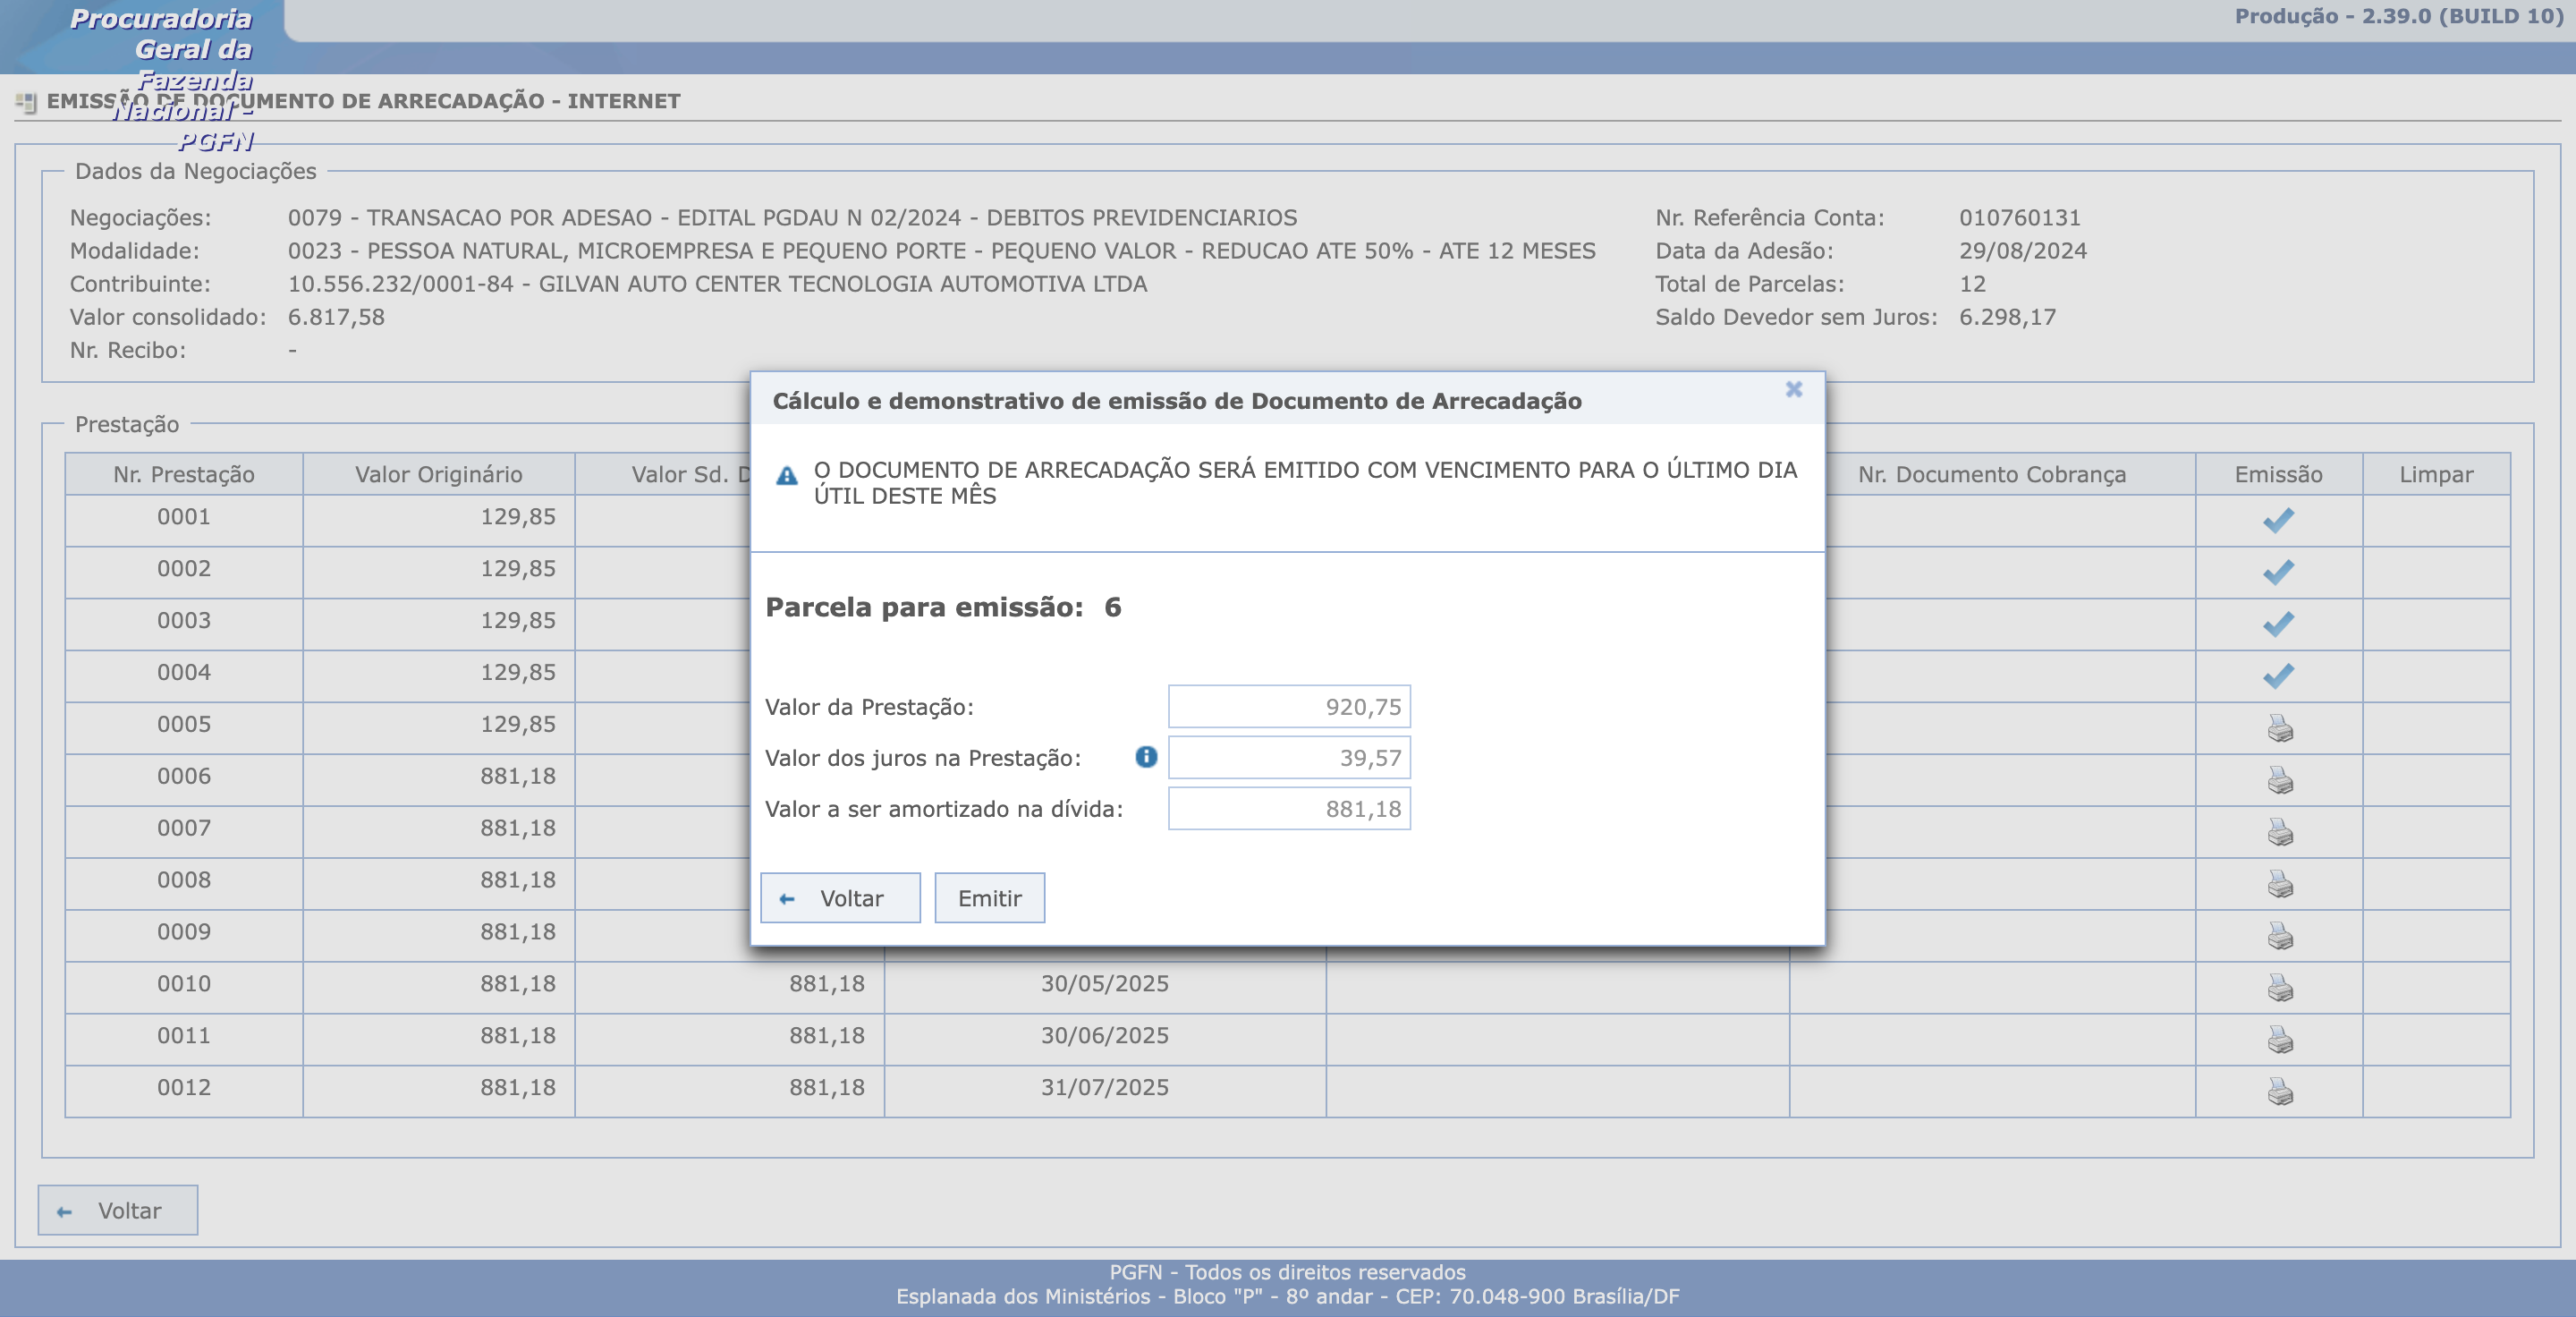 Procuradoria
Geral da
Fazenda
Nacional -
PGFN
Produção - 2.39.0 (BUILD 10)
EMISSÃO DE DOCUMENTO DE ARRECADAÇÃO - INTERNET
Dados da Negociações
Negociações: 0079 - TRANSACAO POR ADESAO - EDITAL PGDAU N 02/2024 - DEBITOS PREVIDENCIARIOS Nr. Referência Conta: 010760131
Modalidade: 0023 - PESSOA NATURAL, MICROEMPRESA E PEQUENO PORTE - PEQUENO VALOR - REDUCAO ATE 50% - ATE 12 MESES Data da Adesão: 29/08/2024
Contribuinte: 10.556.232/0001-84 - GILVAN AUTO CENTER TECNOLOGIA AUTOMOTIVA LTDA Total de Parcelas: 12
Valor consolidado: 6.817,58 Saldo Devedor sem Juros: 6.298,17
Nr. Recibo: -
Prestação
Nr. Prestação Valor Originário Valor Sd. Nr. Documento Cobrança Emissão Limpar
0001 129,85
0002 129,85
0003 129,85
0004 129,85
0005 129,85
0006 881,18
0007 881,18
0008 881,18
0009 881,18
0010 881,18 881,18 30/05/2025
0011 881,18 881,18 30/06/2025
0012 881,18 881,18 31/07/2025
Cálculo e demonstrativo de emissão de Documento de Arrecadação
O DOCUMENTO DE ARRECADAÇÃO SERÁ EMITIDO COM VENCIMENTO PARA O ÚLTIMO DIA
ÚTIL DESTE MÊS
Parcela para emissão: 6
Valor da Prestação: 920,75
Valor dos juros na Prestação: 39,57
Valor a ser amortizado na dívida: 881,18
Voltar Emitir
Voltar
PGFN - Todos os direitos reservados
Esplanada dos Ministérios - Bloco "P" - 8º andar - CEP: 70.048-900 Brasília/DF